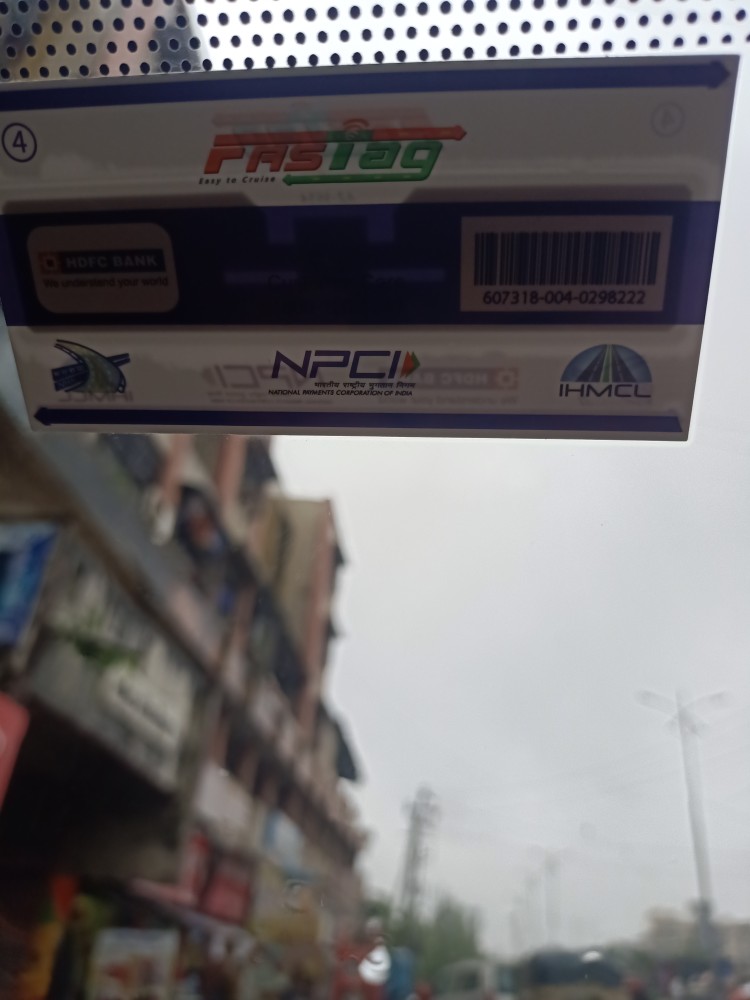 4
FASTag
Easy to Cruise
HDFC BANK
We understand your world
607318-004-0298222
NPCI
भारतीय राष्ट्रीय भुगतान निगम
NATIONAL PAYMENTS CORPORATION OF INDIA
IHMCL